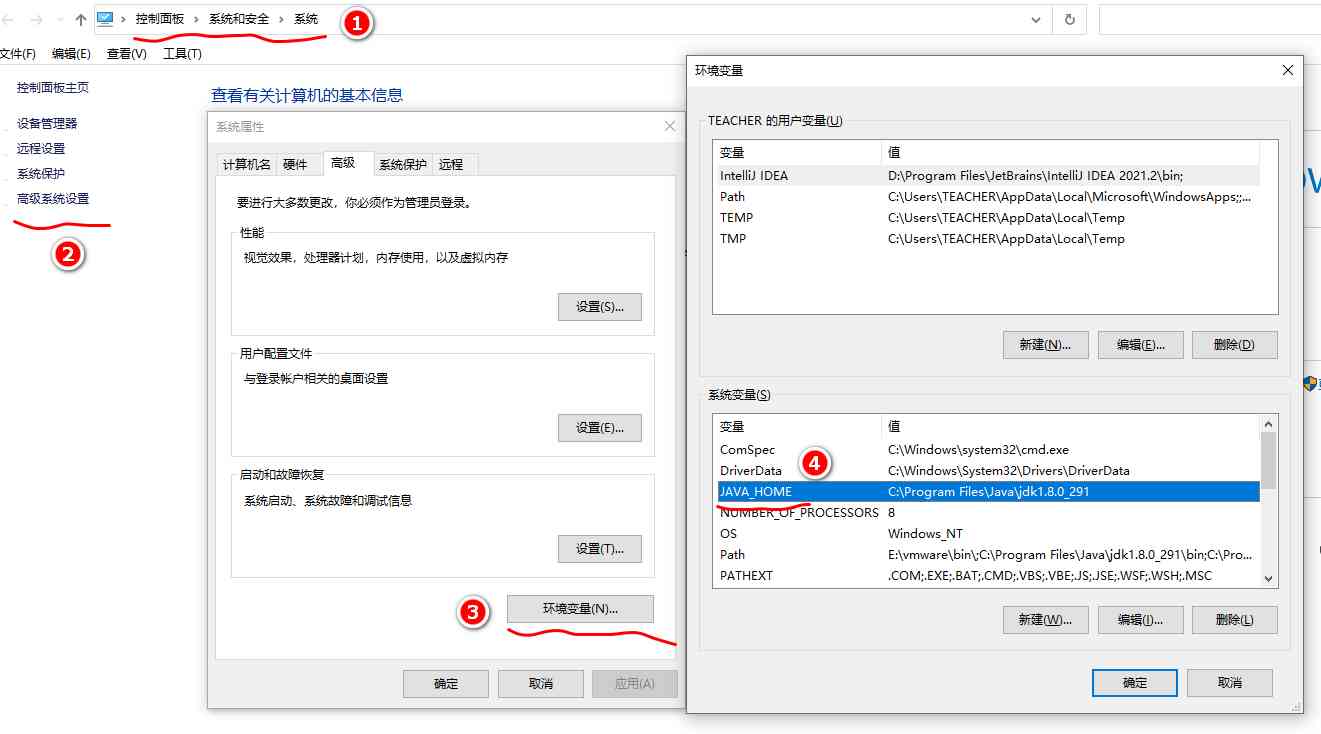 控制面板 › 系统和安全 › 系统
1
文件(F) 编辑(E) 查看(V) 工具(T)
控制面板主页
设备管理器
远程设置
系统保护
高级系统设置
2
查看有关计算机的基本信息
系统属性
计算机名 硬件 高级 系统保护 远程
要进行大多数更改，你必须作为管理员登录。
性能
视觉效果，处理器计划，内存使用，以及虚拟内存
设置(S)...
用户配置文件
与登录帐户相关的桌面设置
设置(E)...
启动和故障恢复
系统启动、系统故障和调试信息
设置(T)...
3
环境变量(N)...
确定 取消 应用(A)
环境变量
TEACHER 的用户变量(U)
变量 值
IntelliJ IDEA D:\Program Files\JetBrains\IntelliJ IDEA 2021.2\bin;
Path C:\Users\TEACHER\AppData\Local\Microsoft\WindowsApps;;...
TEMP C:\Users\TEACHER\AppData\Local\Temp
TMP C:\Users\TEACHER\AppData\Local\Temp
新建(N)... 编辑(E)... 删除(D)
系统变量(S)
变量 值
ComSpec C:\Windows\system32\cmd.exe
4
DriverData C:\Windows\System32\Drivers\DriverData
JAVA_HOME C:\Program Files\Java\jdk1.8.0_291
NUMBER_OF_PROCESSORS 8
OS Windows_NT
Path E:\vmware\bin\;C:\Program Files\Java\jdk1.8.0_291\bin;C:\Pro...
PATHEXT .COM;.EXE;.BAT;.CMD;.VBS;.VBE;.JS;.JSE;.WSF;.WSH;.MSC
新建(W)... 编辑(I)... 删除(L)
确定 取消